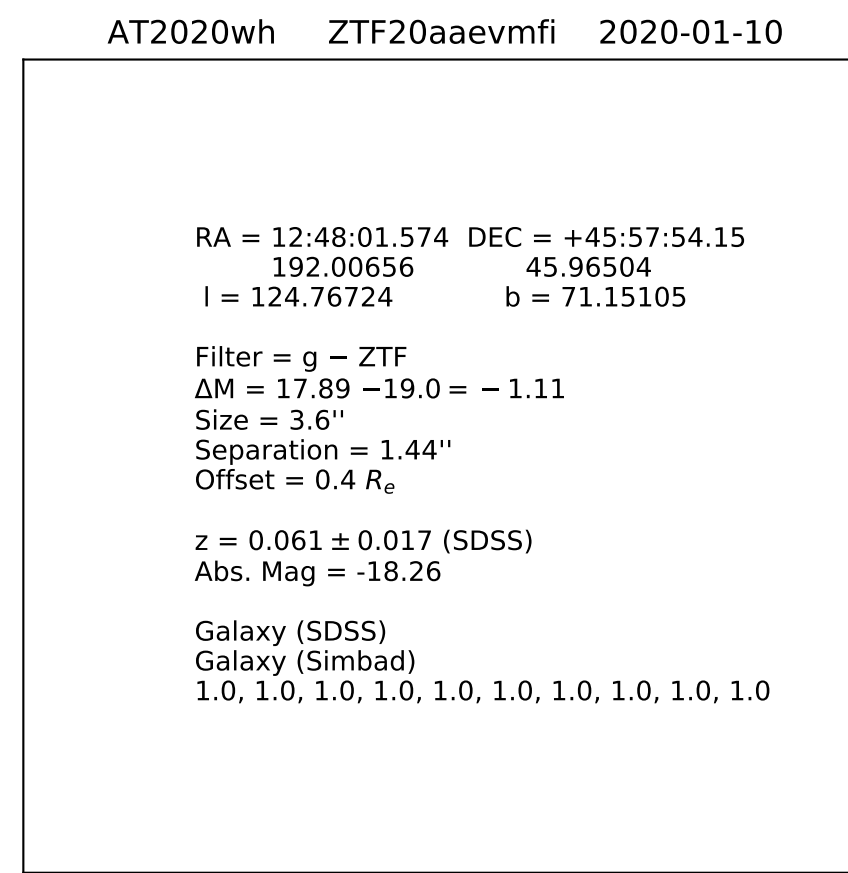 AT2020wh ZTF20aaevmfi 2020-01-10
RA = 12:48:01.574 DEC = +45:57:54.15
192.00656 45.96504
l = 124.76724 b = 71.15105
Filter = g − ZTF
ΔM = 17.89 −19.0 = − 1.11
Size = 3.6''
Separation = 1.44''
Offset = 0.4 Re
z = 0.061 ± 0.017 (SDSS)
Abs. Mag = -18.26
Galaxy (SDSS)
Galaxy (Simbad)
1.0, 1.0, 1.0, 1.0, 1.0, 1.0, 1.0, 1.0, 1.0, 1.0